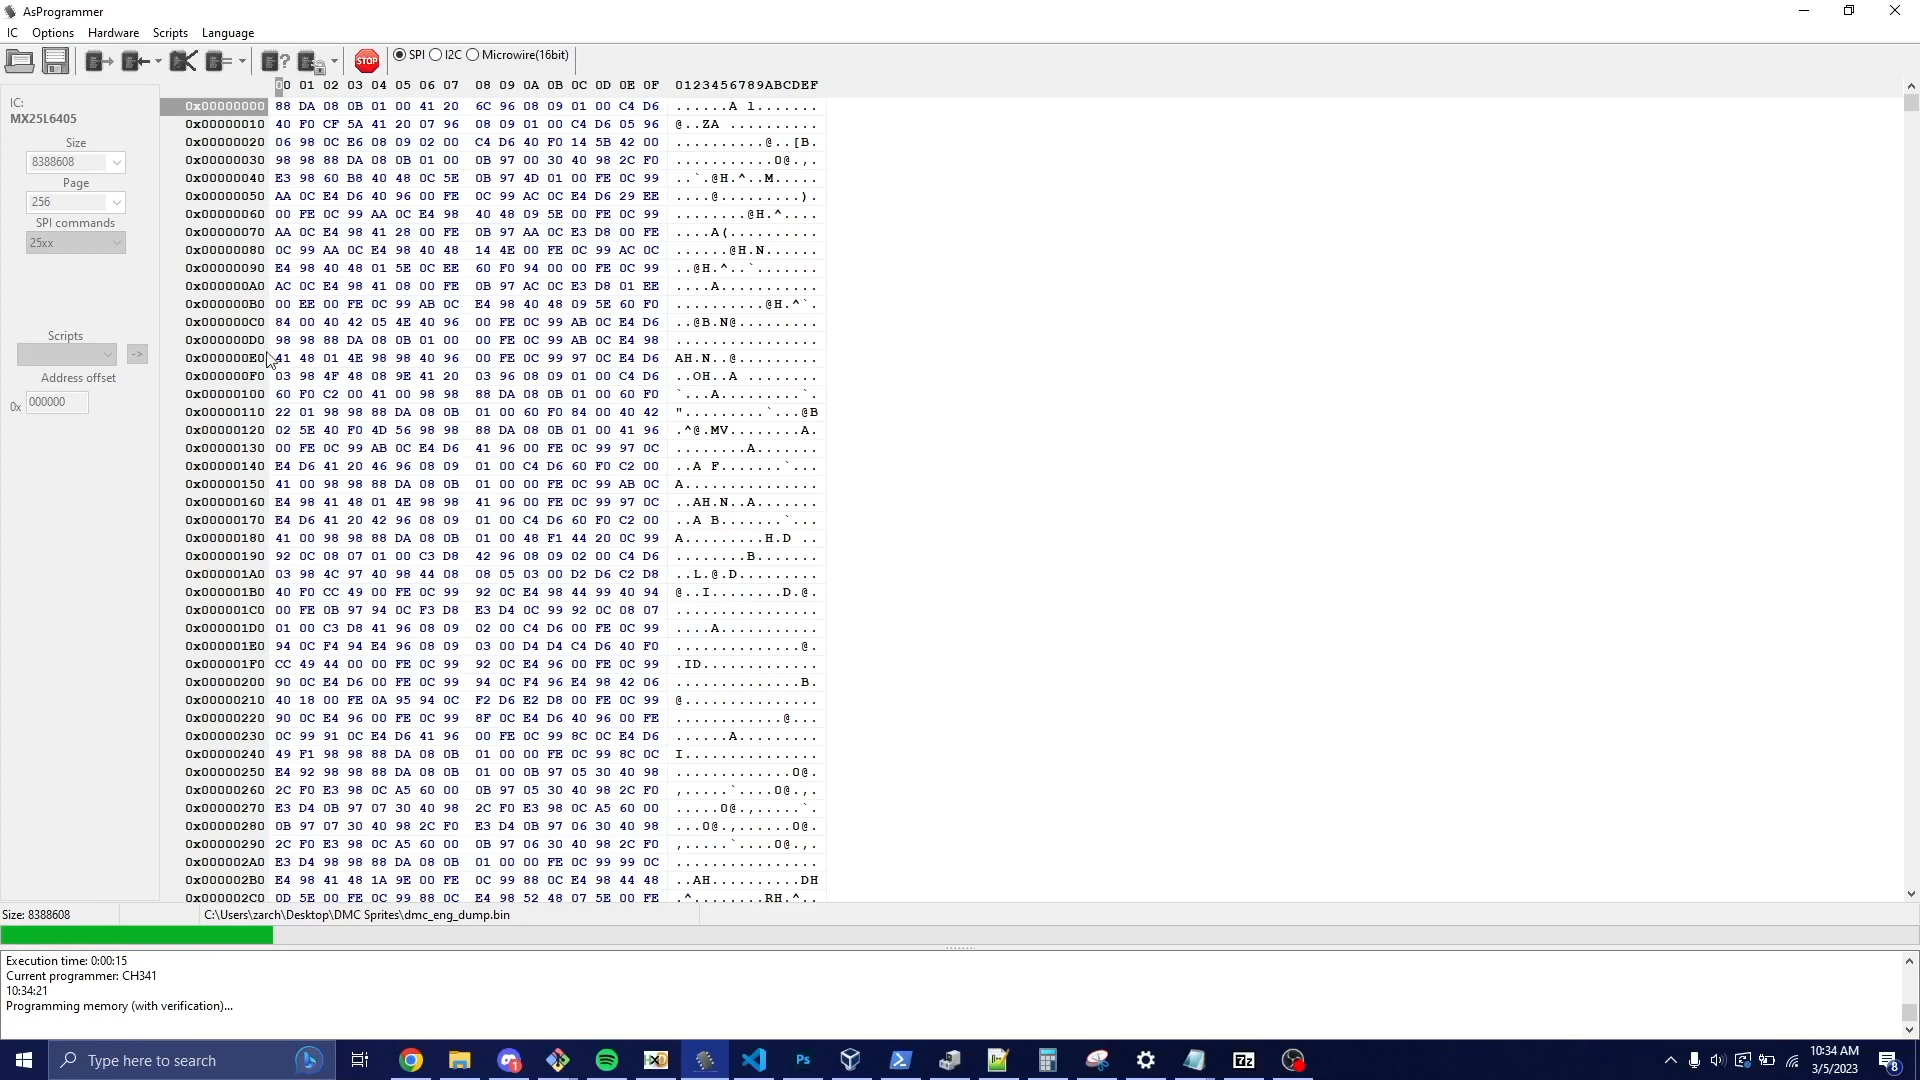 AsProgrammer
IC Options Hardware Scripts Language
STOP SPI I2C Microwire(16bit)
00 01 02 03 04 05 06 07 08 09 0A 0B 0C 0D 0E 0F 0123456789ABCDEF
IC:
MX25L6405
Size
8388608
Page
256
SPI commands
25xx
Scripts
->
Address offset
0x 000000
0x00000000 88 DA 08 0B 01 00 41 20 6C 96 08 09 01 00 C4 D6 ......A l.......
0x00000010 40 F0 CF 5A 41 20 07 96 08 09 01 00 C4 D6 05 96 @..ZA ..........
0x00000020 06 98 0C E6 08 09 02 00 C4 D6 40 F0 14 5B 42 00 ..........@..[B.
0x00000030 98 98 88 DA 08 0B 01 00 0B 97 00 30 40 98 2C F0 ...........0@.,.
0x00000040 E3 98 60 B8 40 48 0C 5E 0B 97 4D 01 00 FE 0C 99 ..`.@H.^..M.....
0x00000050 AA 0C E4 D6 40 96 00 FE 0C 99 AC 0C E4 D6 29 EE ....@.........).
0x00000060 00 FE 0C 99 AA 0C E4 98 40 48 09 5E 00 FE 0C 99 ........@H.^....
0x00000070 AA 0C E4 98 41 28 00 FE 0B 97 AA 0C E3 D8 00 FE ....A(..........
0x00000080 0C 99 AA 0C E4 98 40 48 14 4E 00 FE 0C 99 AC 0C ......@H.N......
0x00000090 E4 98 40 48 01 5E 0C EE 60 F0 94 00 00 FE 0C 99 ..@H.^..`.......
0x000000A0 AC 0C E4 98 41 08 00 FE 0B 97 AC 0C E3 D8 01 EE ....A...........
0x000000B0 00 EE 00 FE 0C 99 AB 0C E4 98 40 48 09 5E 60 F0 ..........@H.^`.
0x000000C0 84 00 40 42 05 4E 40 96 00 FE 0C 99 AB 0C E4 D6 ..@B.N@.........
0x000000D0 98 98 88 DA 08 0B 01 00 00 FE 0C 99 AB 0C E4 98 ................
0x000000E0 41 48 01 4E 98 98 40 96 00 FE 0C 99 97 0C E4 D6 AH.N..@.........
0x000000F0 03 98 4F 48 08 9E 41 20 03 96 08 09 01 00 C4 D6 ..OH..A ........
0x00000100 60 F0 C2 00 41 00 98 98 88 DA 08 0B 01 00 60 F0 `...A.........`.
0x00000110 22 01 98 98 88 DA 08 0B 01 00 60 F0 84 00 40 42 ".........`...@B
0x00000120 02 5E 40 F0 4D 56 98 98 88 DA 08 0B 01 00 41 96 .^@.MV........A.
0x00000130 00 FE 0C 99 AB 0C E4 D6 41 96 00 FE 0C 99 97 0C ........A.......
0x00000140 E4 D6 41 20 46 96 08 09 01 00 C4 D6 60 F0 C2 00 ..A F.......`...
0x00000150 41 00 98 98 88 DA 08 0B 01 00 00 FE 0C 99 AB 0C A...............
0x00000160 E4 98 41 48 01 4E 98 98 41 96 00 FE 0C 99 97 0C ..AH.N..A.......
0x00000170 E4 D6 41 20 42 96 08 09 01 00 C4 D6 60 F0 C2 00 ..A B.......`...
0x00000180 41 00 98 98 88 DA 08 0B 01 00 48 F1 44 20 0C 99 A.........H.D ..
0x00000190 92 0C 08 07 01 00 C3 D8 42 96 08 09 02 00 C4 D6 ........B.......
0x000001A0 03 98 4C 97 40 98 44 08 08 05 03 00 D2 D6 C2 D8 ..L.@.D.........
0x000001B0 40 F0 CC 49 00 FE 0C 99 92 0C E4 98 44 99 40 94 @..I........D.@.
0x000001C0 00 FE 0B 97 94 0C F3 D8 E3 D4 0C 99 92 0C 08 07 ................
0x000001D0 01 00 C3 D8 41 96 08 09 02 00 C4 D6 00 FE 0C 99 ....A...........
0x000001E0 94 0C F4 94 E4 96 08 09 03 00 D4 D4 C4 D6 40 F0 ..............@.
0x000001F0 CC 49 44 00 00 FE 0C 99 92 0C E4 96 00 FE 0C 99 .ID.............
0x00000200 90 0C E4 D6 00 FE 0C 99 94 0C F4 96 E4 98 42 06 ..............B.
0x00000210 40 18 00 FE 0A 95 94 0C F2 D6 E2 D8 00 FE 0C 99 @...............
0x00000220 90 0C E4 96 00 FE 0C 99 8F 0C E4 D6 40 96 00 FE ............@...
0x00000230 0C 99 91 0C E4 D6 41 96 00 FE 0C 99 8C 0C E4 D6 ......A.........
0x00000240 49 F1 98 98 88 DA 08 0B 01 00 00 FE 0C 99 8C 0C I...............
0x00000250 E4 92 98 98 88 DA 08 0B 01 00 0B 97 05 30 40 98 .............0@.
0x00000260 2C F0 E3 98 0C A5 60 00 0B 97 05 30 40 98 2C F0 ,.....`....0@.,.
0x00000270 E3 D4 0B 97 07 30 40 98 2C F0 E3 98 0C A5 60 00 .....0@.,.....`.
0x00000280 0B 97 07 30 40 98 2C F0 E3 D4 0B 97 06 30 40 98 ...0@.,......0@.
0x00000290 2C F0 E3 98 0C A5 60 00 0B 97 06 30 40 98 2C F0 ,.....`....0@.,.
0x000002A0 E3 D4 98 98 88 DA 08 0B 01 00 00 FE 0C 99 99 0C ................
0x000002B0 E4 98 41 48 1A 9E 00 FE 0C 99 88 0C E4 98 44 48 ..AH..........DH
0x000002C0 0D 5E 00 FE 0C 99 88 0C E4 98 52 48 07 5E 00 FE .^........RH.^..
Size: 8388608 C:\Users\zarch\Desktop\DMC Sprites\dmc_eng_dump.bin
Execution time: 0:00:15
Current programmer: CH341
10:34:21
Programming memory (with verification)...
Type here to search
10:34 AM
3/5/2023